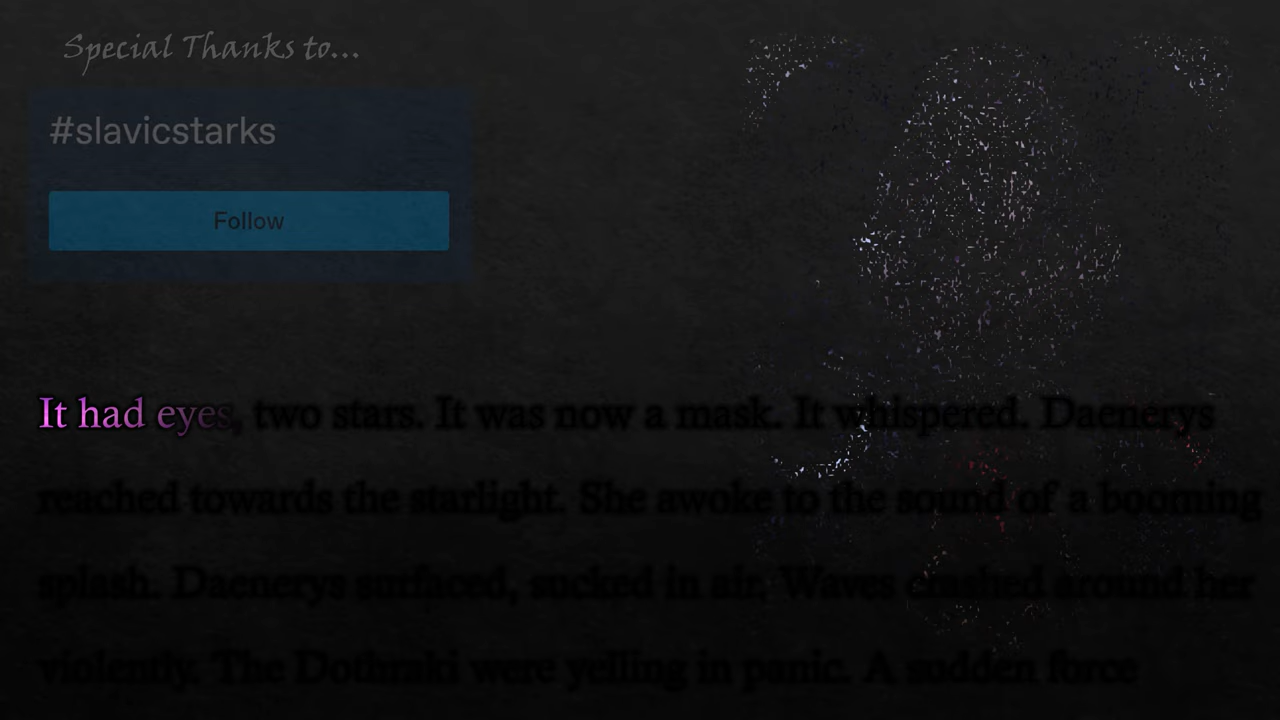 Special Thanks to...
#slavicstarks
Follow
It had eyes, two stars. It was now a mask. It whispered. Daenerys
reached towards the starlight. She awoke to the sound of a booming
splash. Daenerys surfaced, sucked in air. Waves crashed around her
violently. The Dothraki were yelling in panic. A sudden force